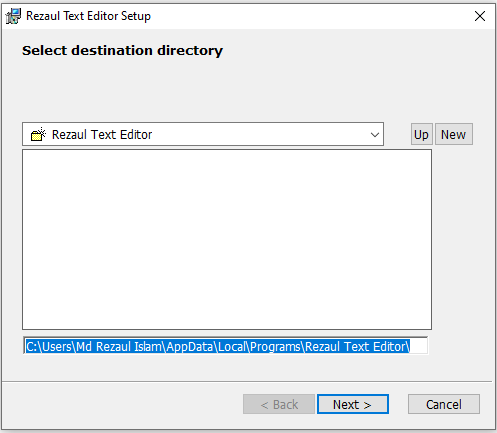 Rezaul Text Editor Setup
Select destination directory
Rezaul Text Editor
Up
New
C:\Users\Md Rezaul Islam\AppData\Local\Programs\Rezaul Text Editor\
< Back
Next >
Cancel